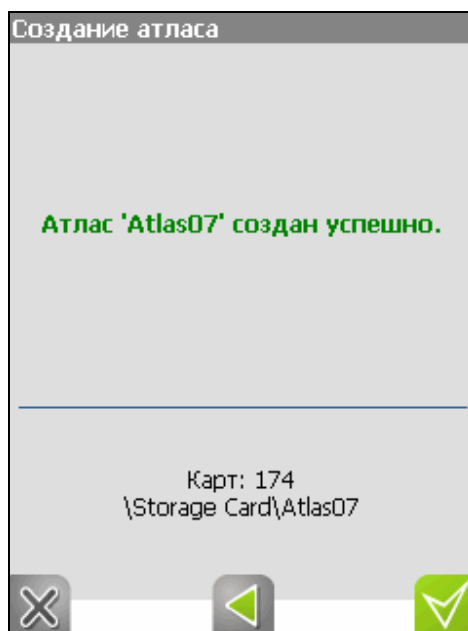 Создание атласа
Атлас 'Atlas07' создан успешно.
Карт: 174
\Storage Card\Atlas07